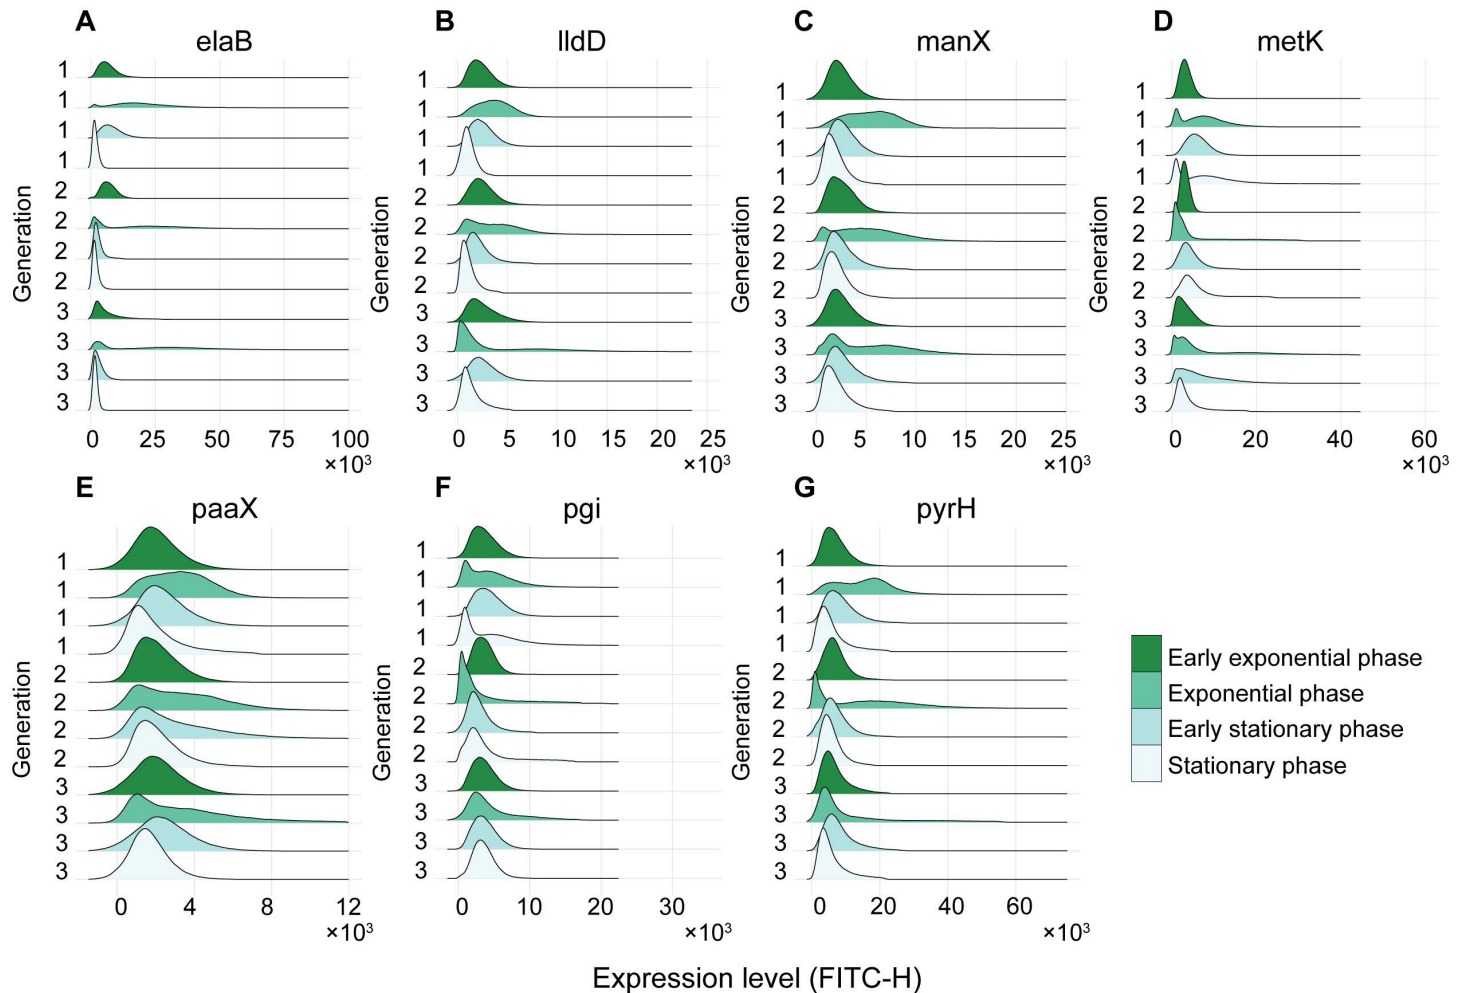 A
elaB
1
1
1
1
2
2
2
2
3
3
3
3
Generation
0 25 50 75 100
×10³
B
lldD
1
1
1
1
2
2
2
2
3
3
3
3
Generation
0 5 10 15 20 25
×10³
C
manX
1
1
1
1
2
2
2
2
3
3
3
3
Generation
0 5 10 15 20 25
×10³
D
metK
1
1
1
1
2
2
2
2
3
3
3
3
Generation
0 20 40 60
×10³
E
paaX
1
1
1
1
2
2
2
2
3
3
3
3
Generation
0 4 8 12
×10³
F
pgi
1
1
1
1
2
2
2
2
3
3
3
3
Generation
0 10 20 30
×10³
G
pyrH
1
1
1
1
2
2
2
2
3
3
3
3
Generation
0 20 40 60
×10³
Early exponential phase
Exponential phase
Early stationary phase
Stationary phase
Expression level (FITC-H)